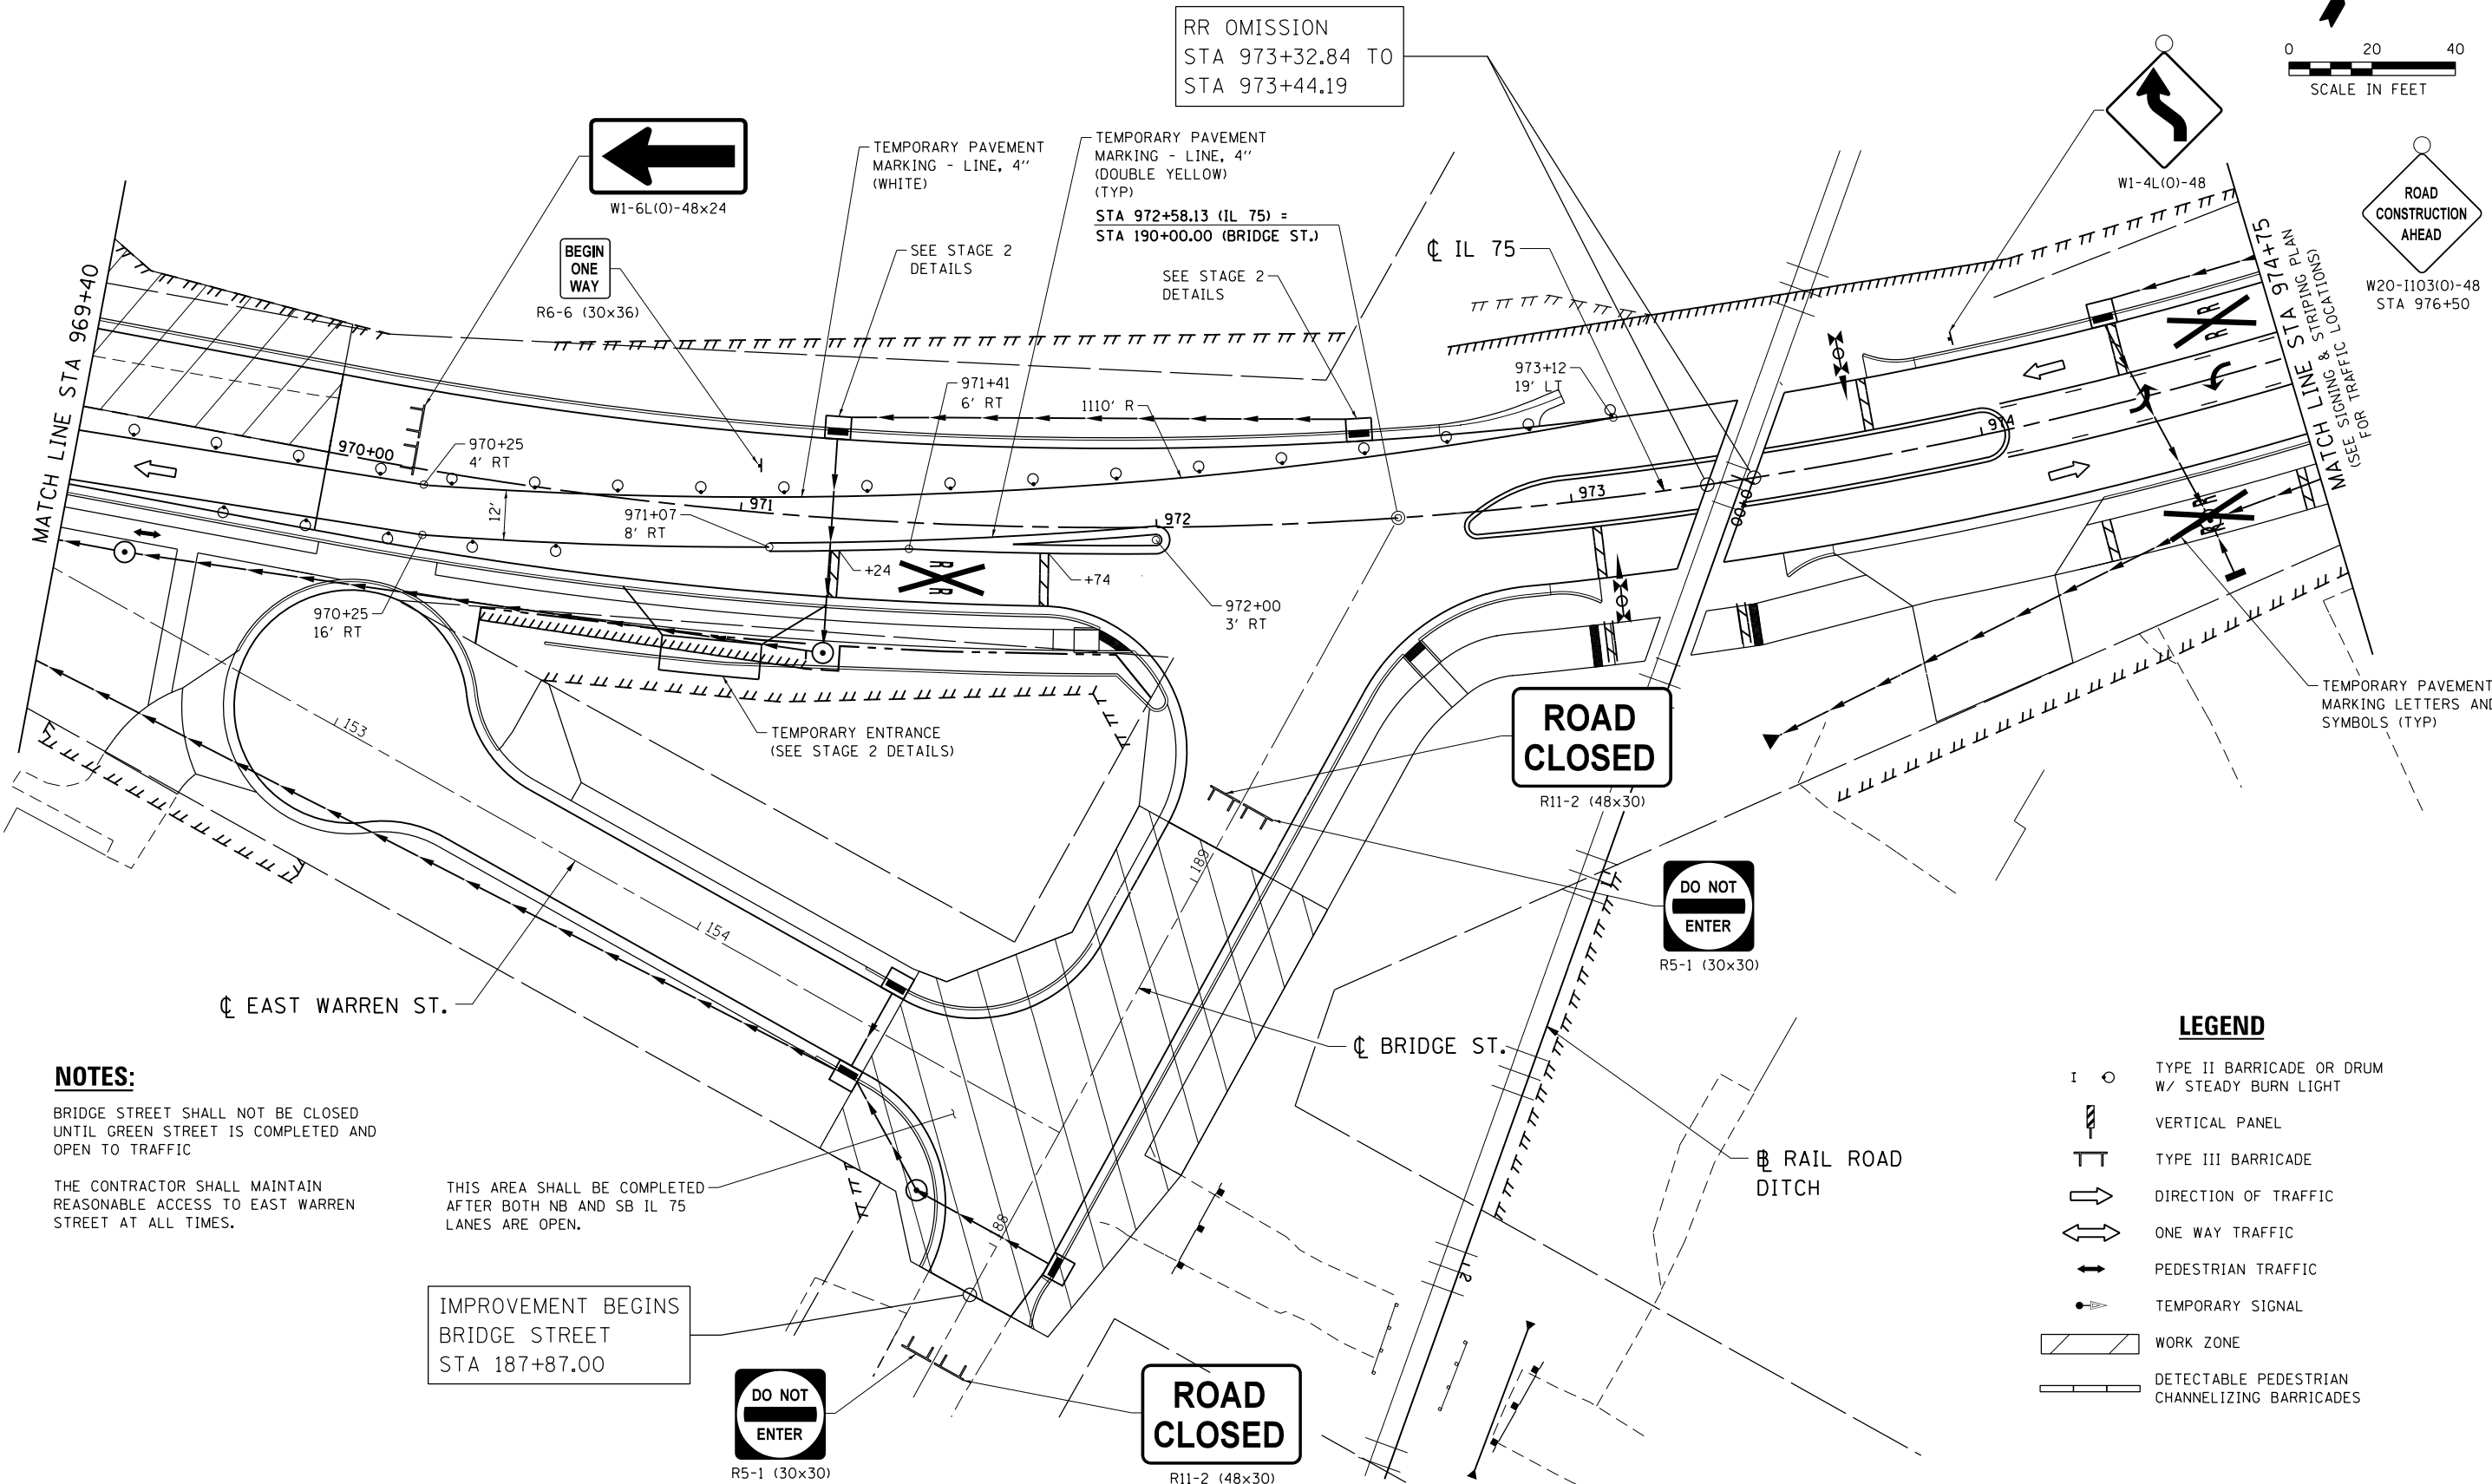 RR OMISSION
STA 973+32.84 TO
STA 973+44.19
0 20 40
SCALE IN FEET
W1-4L(O)-48
ROAD
CONSTRUCTION
AHEAD
W20-I103(O)-48
STA 976+50
W1-6L(O)-48x24
BEGIN
ONE
WAY
R6-6 (30x36)
TEMPORARY PAVEMENT
MARKING - LINE, 4''
(WHITE)
TEMPORARY PAVEMENT
MARKING - LINE, 4''
(DOUBLE YELLOW)
(TYP)
STA 972+58.13 (IL 75) =
STA 190+00.00 (BRIDGE ST.)
SEE STAGE 2
DETAILS
SEE STAGE 2
DETAILS
℄ IL 75
MATCH LINE STA 969+40
MATCH LINE STA 974+75
(SEE SIGNING & STRIPING PLAN
FOR TRAFFIC LOCATIONS)
970+00
970+25
4' RT
971+41
6' RT
1110' R
973+12
19' LT
12'
971
971+07
8' RT
972
973
974
0+00
R R
R R
R R
+24
+74
970+25
16' RT
972+00
3' RT
TEMPORARY ENTRANCE
(SEE STAGE 2 DETAILS)
TEMPORARY PAVEMENT
MARKING LETTERS AND
SYMBOLS (TYP)
153
154
189
188
ROAD
CLOSED
R11-2 (48x30)
DO NOT
ENTER
R5-1 (30x30)
℄ EAST WARREN ST.
℄ BRIDGE ST.
RAIL ROAD
DITCH
NOTES:
BRIDGE STREET SHALL NOT BE CLOSED
UNTIL GREEN STREET IS COMPLETED AND
OPEN TO TRAFFIC
THE CONTRACTOR SHALL MAINTAIN
REASONABLE ACCESS TO EAST WARREN
STREET AT ALL TIMES.
THIS AREA SHALL BE COMPLETED
AFTER BOTH NB AND SB IL 75
LANES ARE OPEN.
IMPROVEMENT BEGINS
BRIDGE STREET
STA 187+87.00
DO NOT
ENTER
R5-1 (30x30)
ROAD
CLOSED
R11-2 (48x30)
LEGEND
TYPE II BARRICADE OR DRUM
W/ STEADY BURN LIGHT
VERTICAL PANEL
TYPE III BARRICADE
DIRECTION OF TRAFFIC
ONE WAY TRAFFIC
PEDESTRIAN TRAFFIC
TEMPORARY SIGNAL
WORK ZONE
DETECTABLE PEDESTRIAN
CHANNELIZING BARRICADES